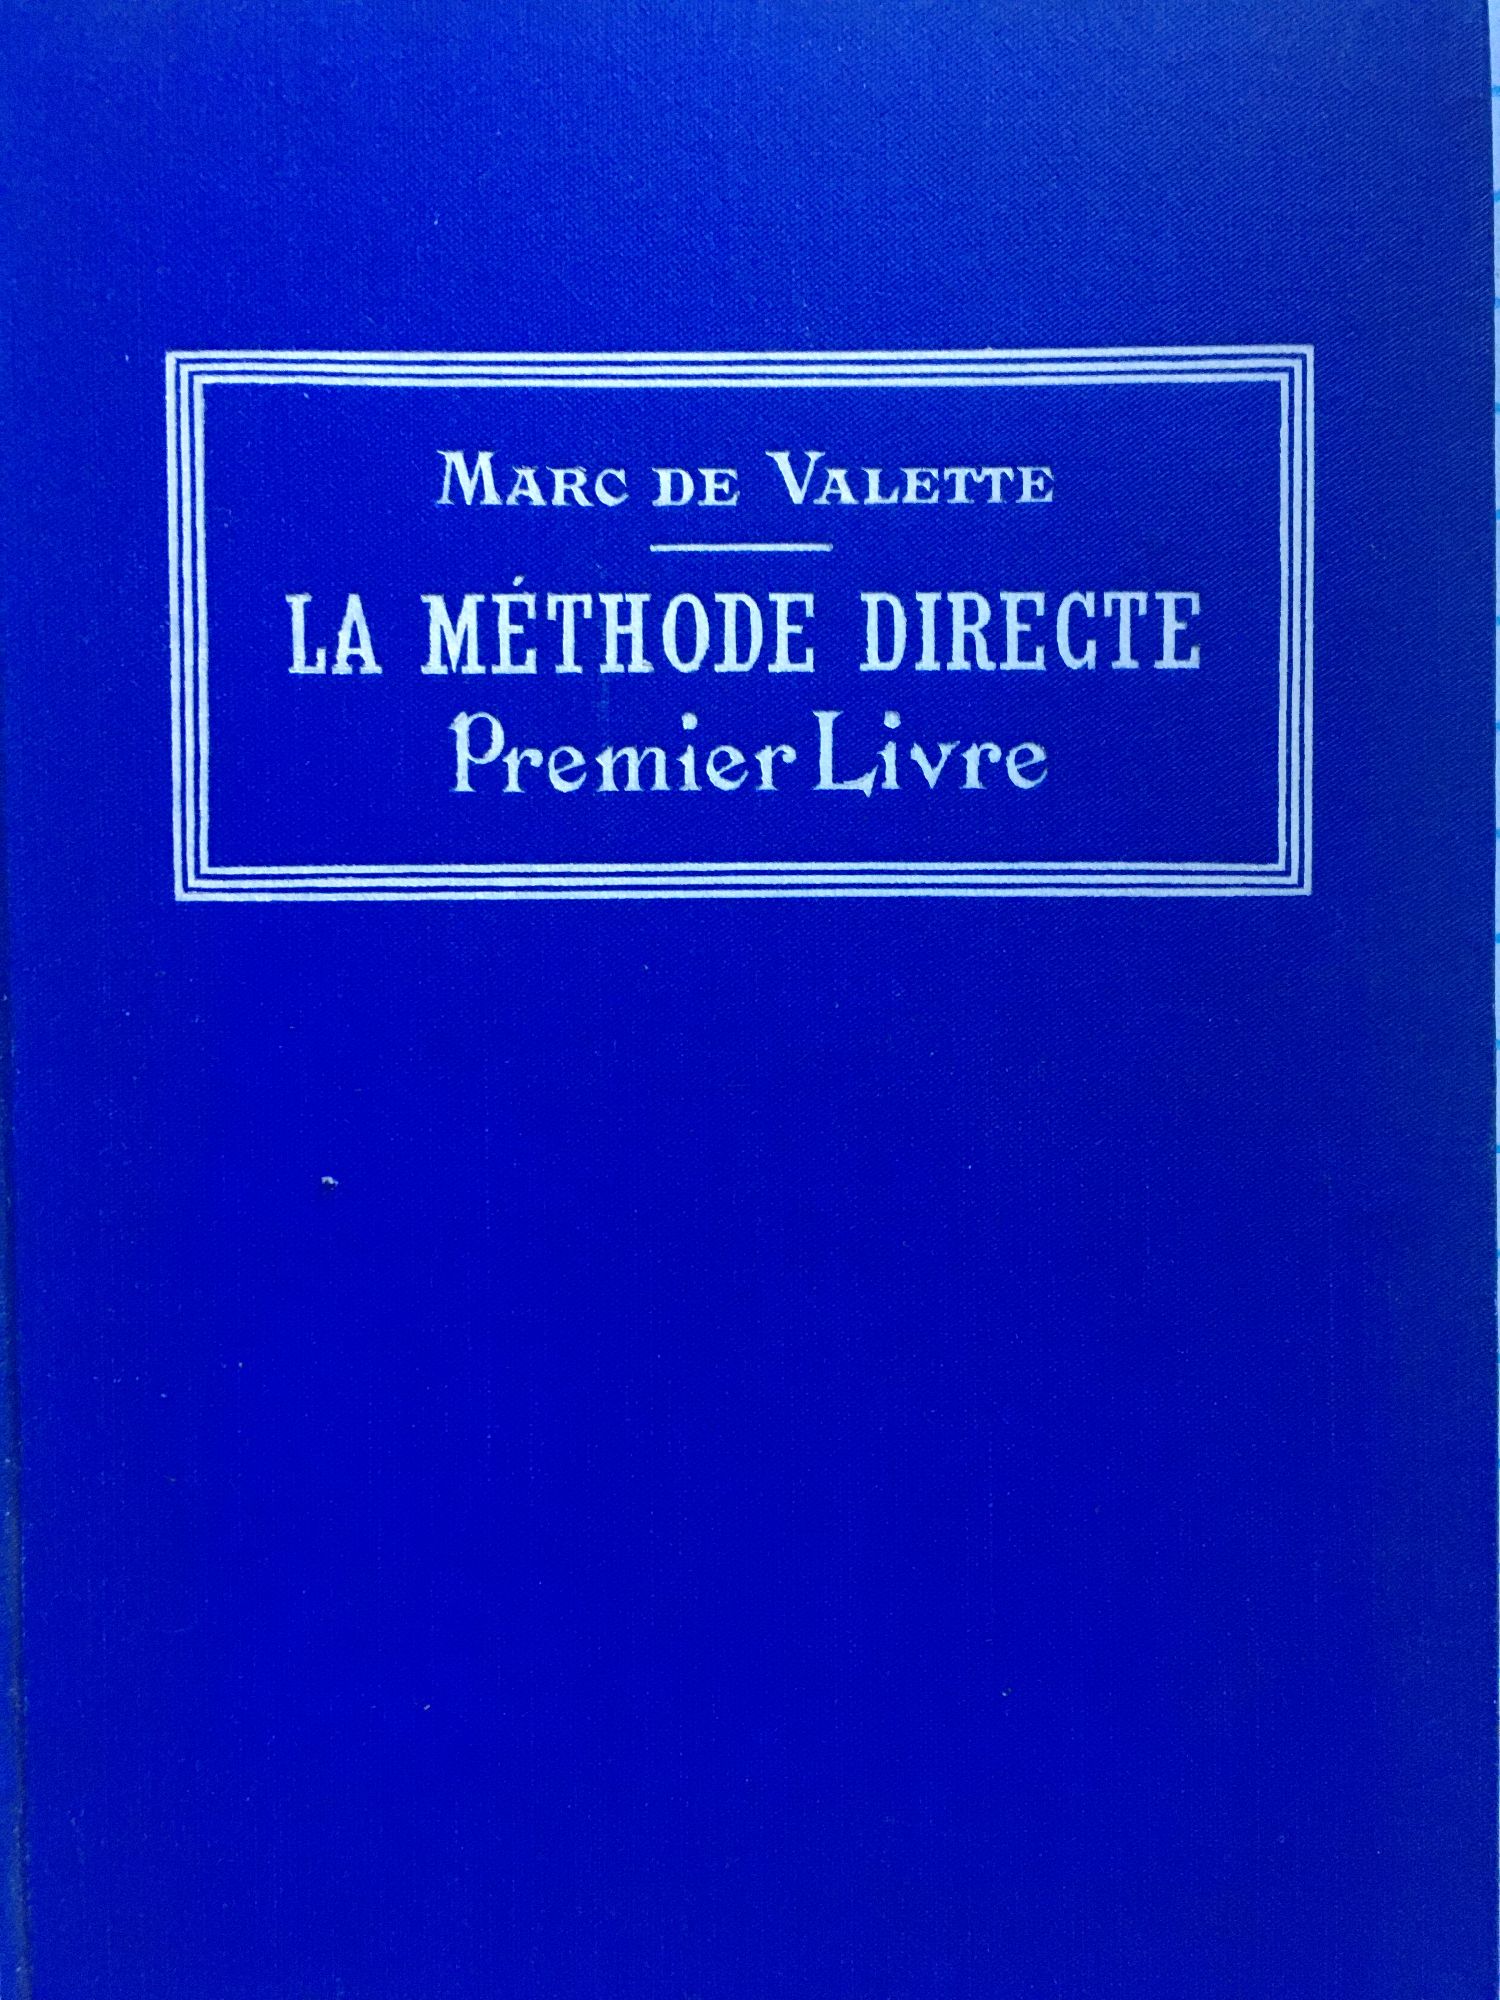 MARC DE VALETTE
LA MÉTHODE DIRECTE
Premier Livre